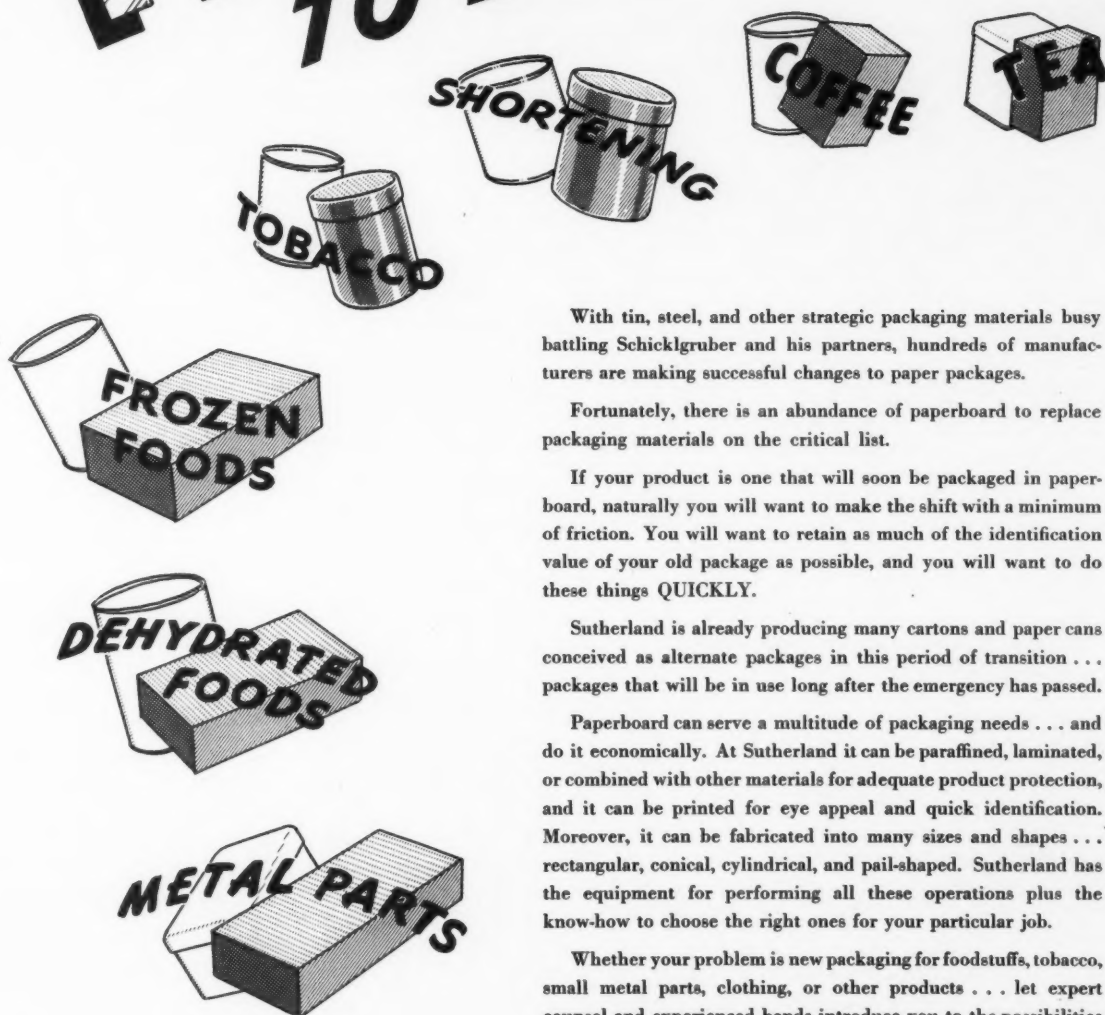 TO
COFFEE
TEA
SHORTENING
TOBACCO
FROZEN
FOODS
DEHYDRATED
FOODS
METAL PARTS
With tin, steel, and other strategic packaging materials busy
battling Schicklgruber and his partners, hundreds of manufac-
turers are making successful changes to paper packages.
Fortunately, there is an abundance of paperboard to replace
packaging materials on the critical list.
If your product is one that will soon be packaged in paper-
board, naturally you will want to make the shift with a minimum
of friction. You will want to retain as much of the identification
value of your old package as possible, and you will want to do
these things QUICKLY.
Sutherland is already producing many cartons and paper cans
conceived as alternate packages in this period of transition . . .
packages that will be in use long after the emergency has passed.
Paperboard can serve a multitude of packaging needs . . . and
do it economically. At Sutherland it can be paraffined, laminated,
or combined with other materials for adequate product protection,
and it can be printed for eye appeal and quick identification.
Moreover, it can be fabricated into many sizes and shapes . . .
rectangular, conical, cylindrical, and pail-shaped. Sutherland has
the equipment for performing all these operations plus the
know-how to choose the right ones for your particular job.
Whether your problem is new packaging for foodstuffs, tobacco,
small metal parts, clothing, or other products . . . let expert
counsel and experienced hands introduce you to the possibilities